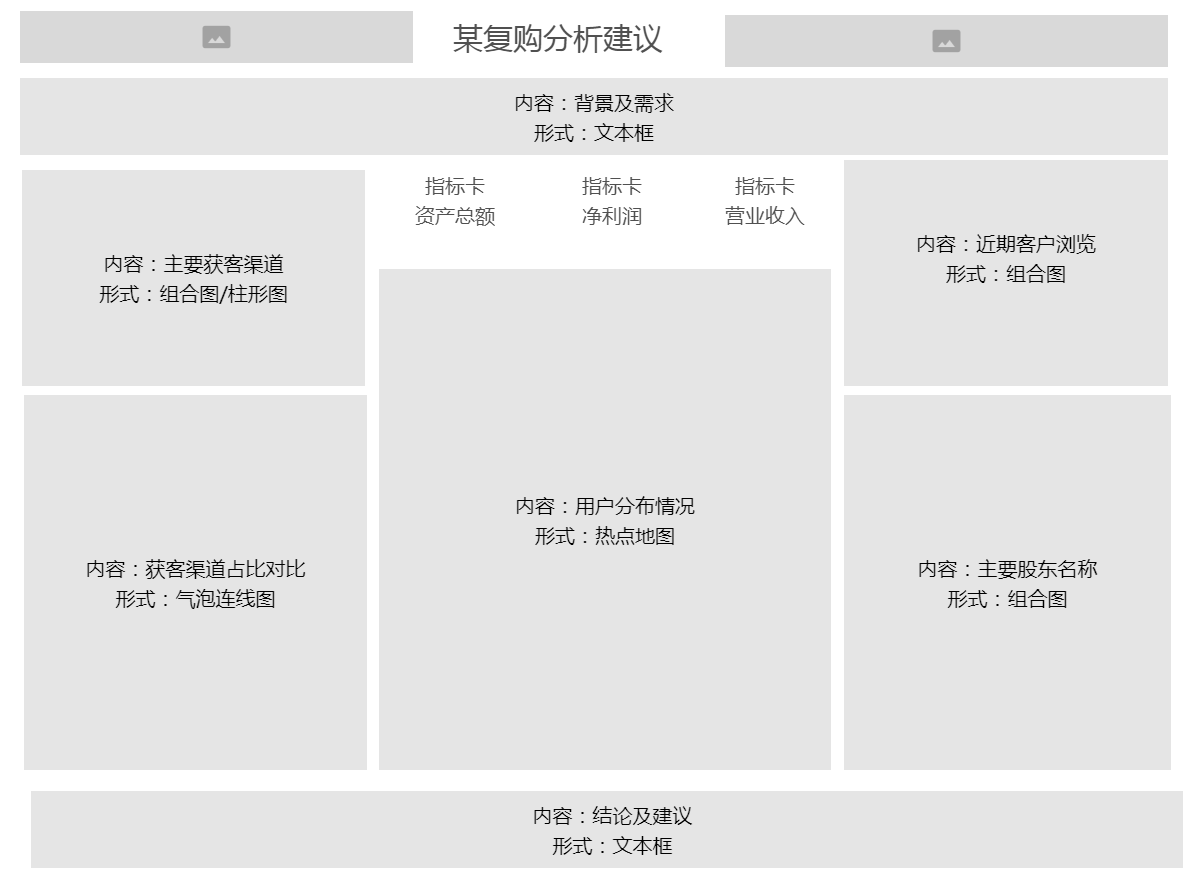 某复购分析建议
内容：背景及需求
形式：文本框
指标卡
资产总额
指标卡
净利润
指标卡
营业收入
内容：主要获客渠道
形式：组合图/柱形图
内容：近期客户浏览
形式：组合图
内容：获客渠道占比对比
形式：气泡连线图
内容：用户分布情况
形式：热点地图
内容：主要股东名称
形式：组合图
内容：结论及建议
形式：文本框